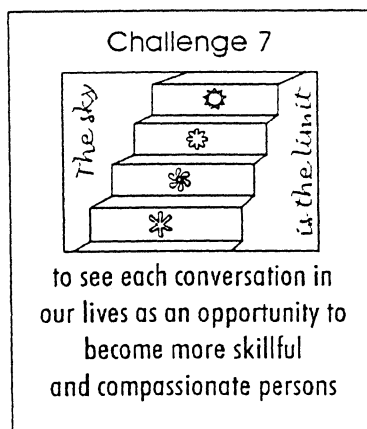 Challenge 7
The sky
is the limit
to see each conversation in
our lives as an opportunity to
become more skillful
and compassionate persons